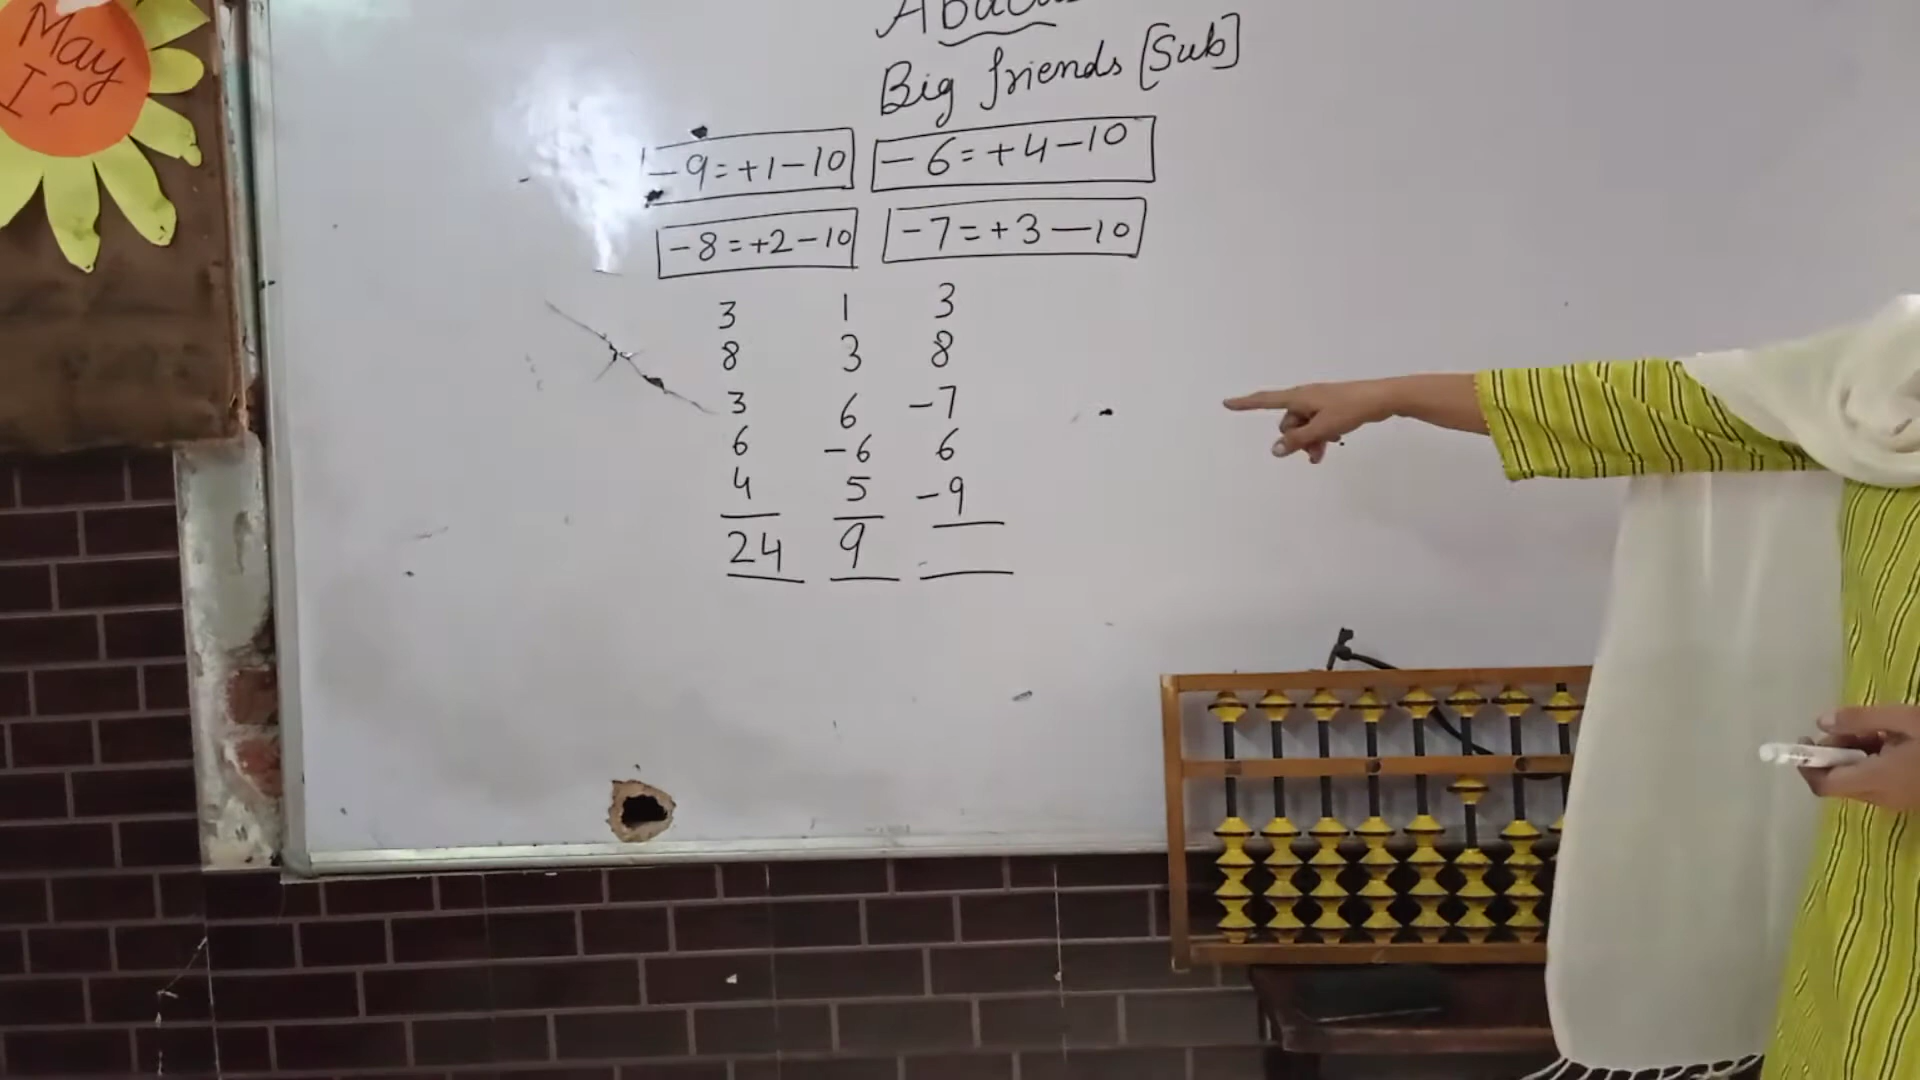 May
I?
Abacus
Big friends [Sub]
-9=+1-10 -6=+4-10
-8=+2-10 -7=+3-10
3 1 3
8 3 8
3 6 -7
6 -6 6
4 5 -9
24 9